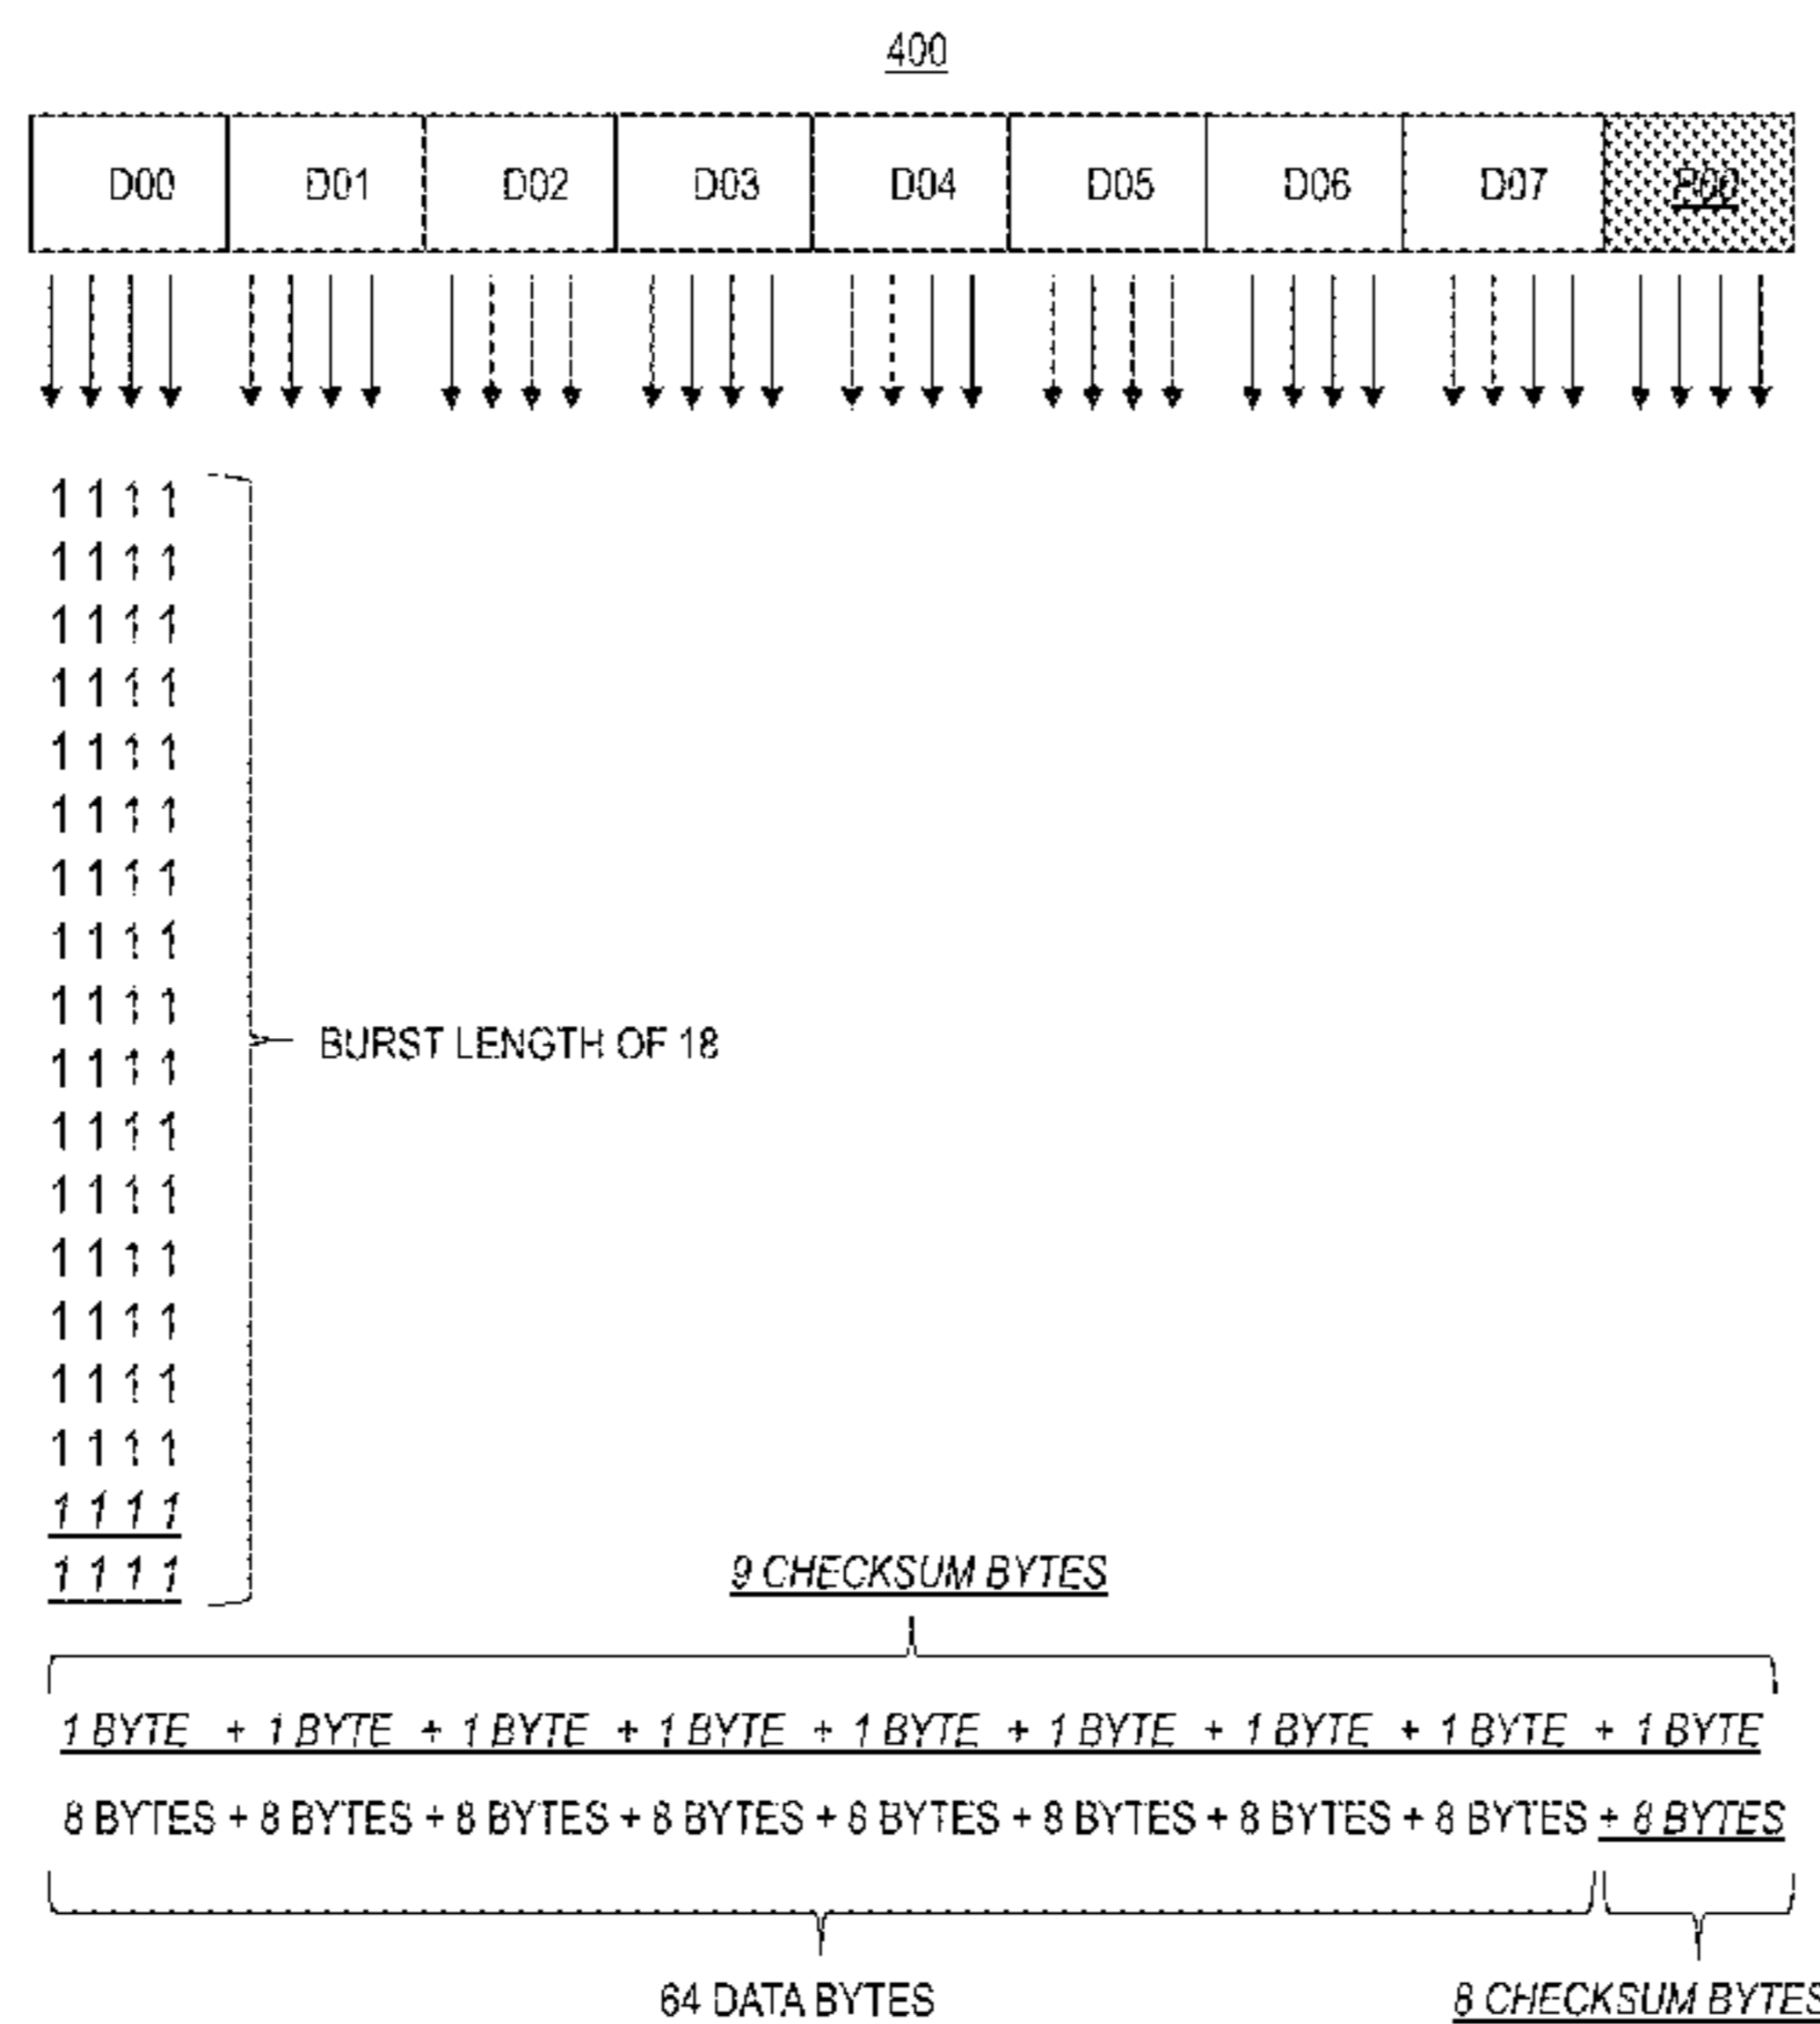 400
D00 D01 D02 D03 D04 D05 D06 D07 P00
1 1 1 1
1 1 1 1
1 1 1 1
1 1 1 1
1 1 1 1
1 1 1 1
1 1 1 1
1 1 1 1
1 1 1 1
1 1 1 1
BURST LENGTH OF 18
1 1 1 1
1 1 1 1
1 1 1 1
1 1 1 1
1 1 1 1
1 1 1 1
1 1 1 1
1 1 1 1
9 CHECKSUM BYTES
1 BYTE + 1 BYTE + 1 BYTE + 1 BYTE + 1 BYTE + 1 BYTE + 1 BYTE + 1 BYTE + 1 BYTE
8 BYTES + 8 BYTES + 8 BYTES + 8 BYTES + 8 BYTES + 8 BYTES + 8 BYTES + 8 BYTES + 8 BYTES
64 DATA BYTES 8 CHECKSUM BYTES